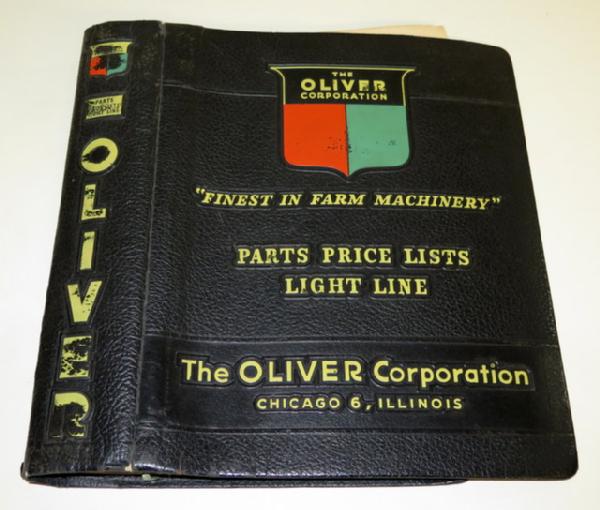 THE
OLIVER
CORPORATION
"FINEST IN FARM MACHINERY"
PARTS PRICE LISTS
LIGHT LINE
The OLIVER Corporation
CHICAGO 6, ILLINOIS
PARTS
OLIVER